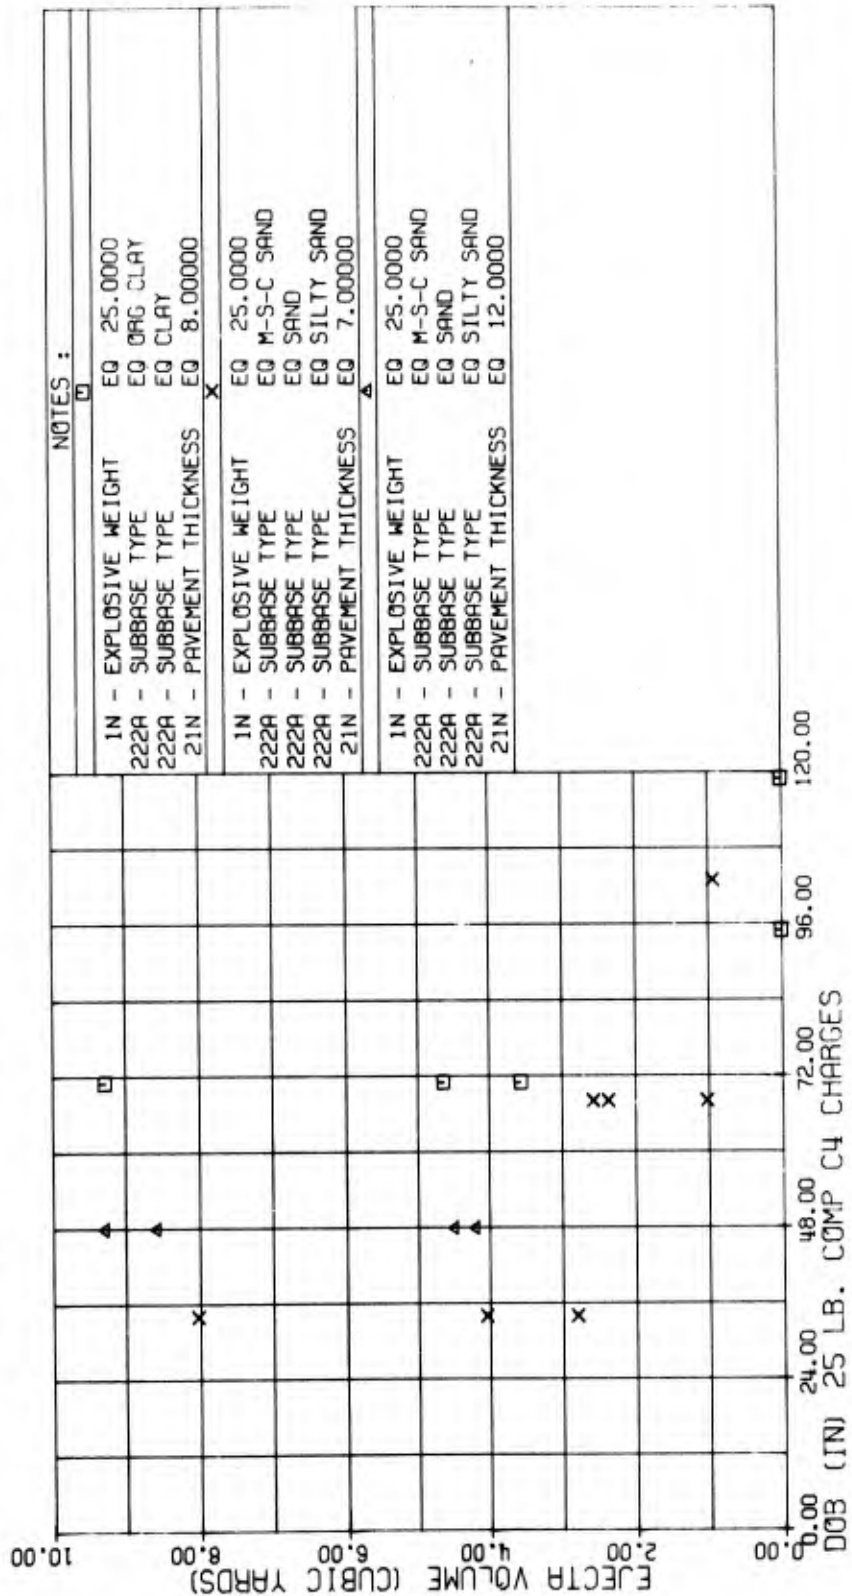 NOTES :
1N - EXPLOSIVE WEIGHT EQ 25.0000
222A - SUBBASE TYPE EQ ORG CLAY
222A - SUBBASE TYPE EQ CLAY
21N - PAVEMENT THICKNESS EQ 8.00000
1N - EXPLOSIVE WEIGHT EQ 25.0000
222A - SUBBASE TYPE EQ M-S-C SAND
222A - SUBBASE TYPE EQ SAND
222A - SUBBASE TYPE EQ SILTY SAND
21N - PAVEMENT THICKNESS EQ 7.00000
1N - EXPLOSIVE WEIGHT EQ 25.0000
222A - SUBBASE TYPE EQ M-S-C SAND
222A - SUBBASE TYPE EQ SAND
222A - SUBBASE TYPE EQ SILTY SAND
21N - PAVEMENT THICKNESS EQ 12.0000
EJECTA VOLUME (CUBIC YARDS)
10.00
8.00
6.00
4.00
2.00
0.00
0.00 24.00 48.00 72.00 96.00 120.00
DOB (IN) 25 LB. COMP C4 CHARGES